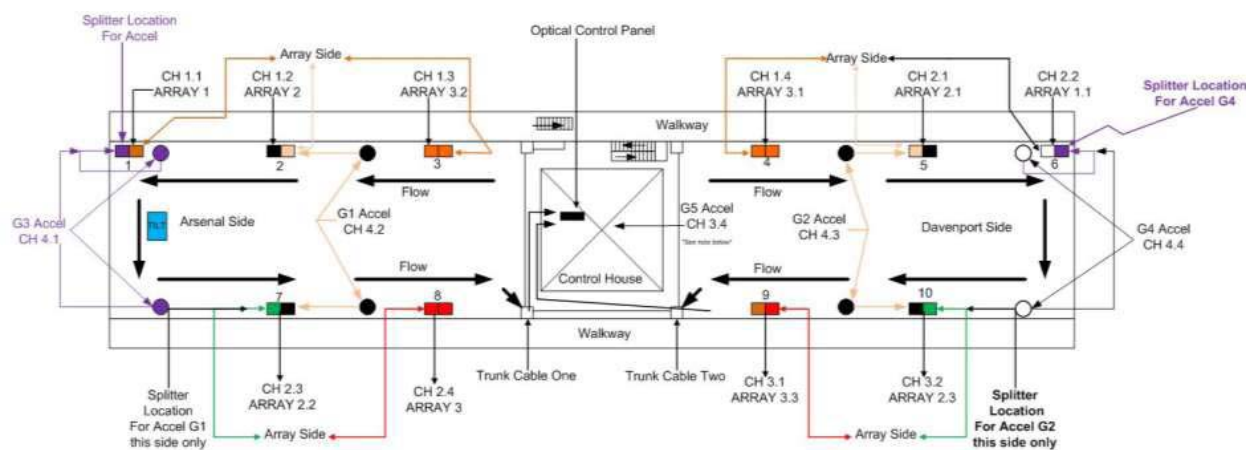 Splitter Location
For Accel
Optical Control Panel
Array Side
Array Side
CH 1.1
ARRAY 1
CH 1.2
ARRAY 2
CH 1.3
ARRAY 3.2
CH 1.4
ARRAY 3.1
CH 2.1
ARRAY 2.1
CH 2.2
ARRAY 1.1
Splitter Location
For Accel G4
Walkway
1
2
3
4
5
6
Flow
Flow
G3 Accel
CH 4.1
TILT
Arsenal Side
G1 Accel
CH 4.2
G5 Accel
CH 3.4
"See note below"
G2 Accel
CH 4.3
Davenport Side
G4 Accel
CH 4.4
Flow
Control House
Flow
7
8
9
10
Walkway
Trunk Cable One
Trunk Cable Two
Splitter
Location
For Accel G1
this side only
CH 2.3
ARRAY 2.2
CH 2.4
ARRAY 3
CH 3.1
ARRAY 3.3
CH 3.2
ARRAY 2.3
Splitter
Location
For Accel G2
this side only
Array Side
Array Side